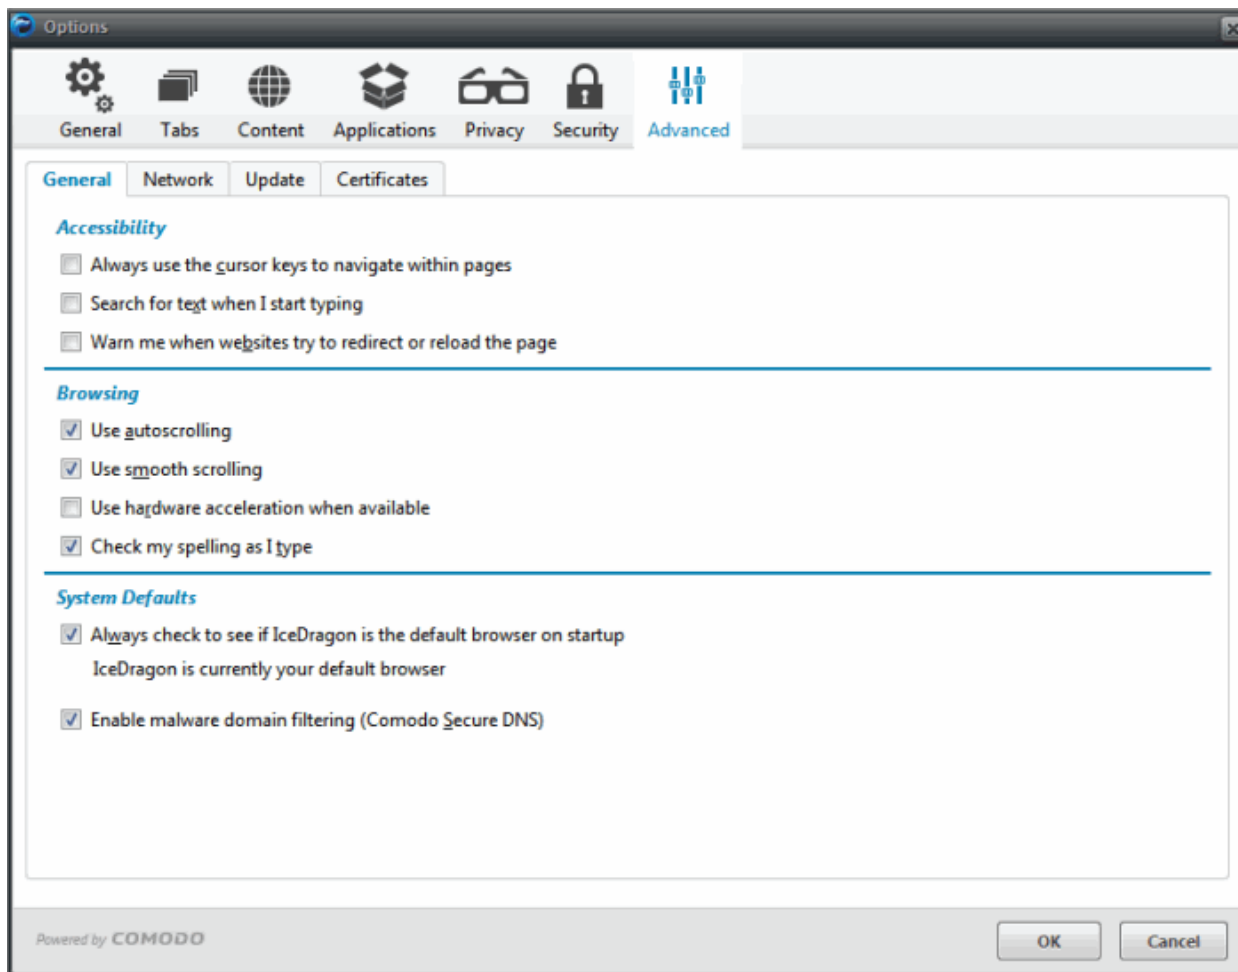 Options
General Tabs Content Applications Privacy Security Advanced
General Network Update Certificates
Accessibility
Always use the cursor keys to navigate within pages
Search for text when I start typing
Warn me when websites try to redirect or reload the page
Browsing
Use autoscrolling
Use smooth scrolling
Use hardware acceleration when available
Check my spelling as I type
System Defaults
Always check to see if IceDragon is the default browser on startup
IceDragon is currently your default browser
Enable malware domain filtering (Comodo Secure DNS)
Powered by COMODO OK Cancel